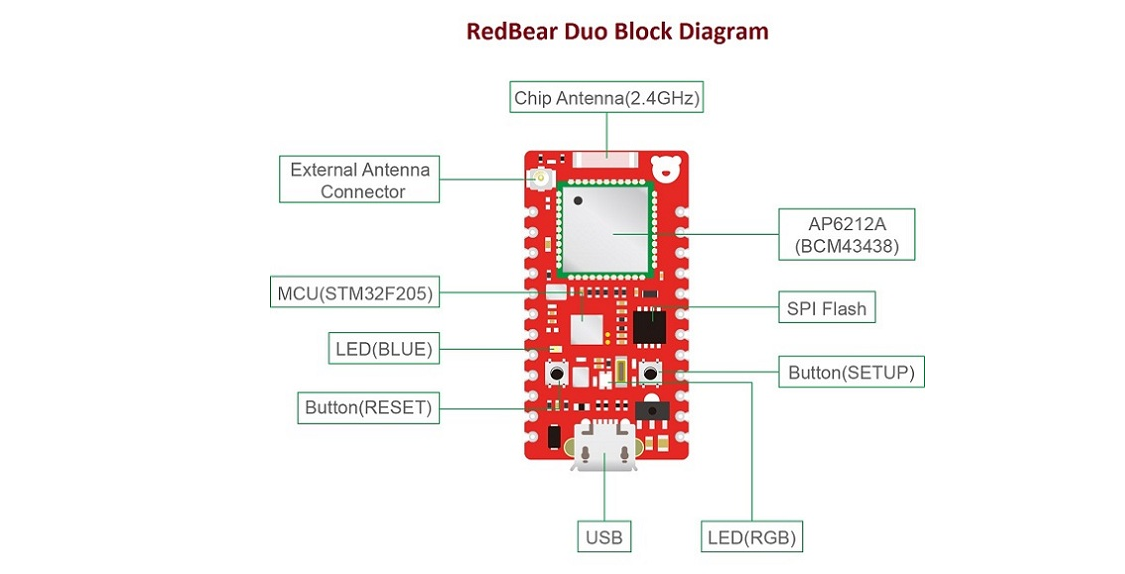 RedBear Duo Block Diagram
Chip Antenna(2.4GHz)
External Antenna
Connector
AP6212A
(BCM43438)
MCU(STM32F205)
SPI Flash
LED(BLUE)
Button(SETUP)
Button(RESET)
USB
LED(RGB)